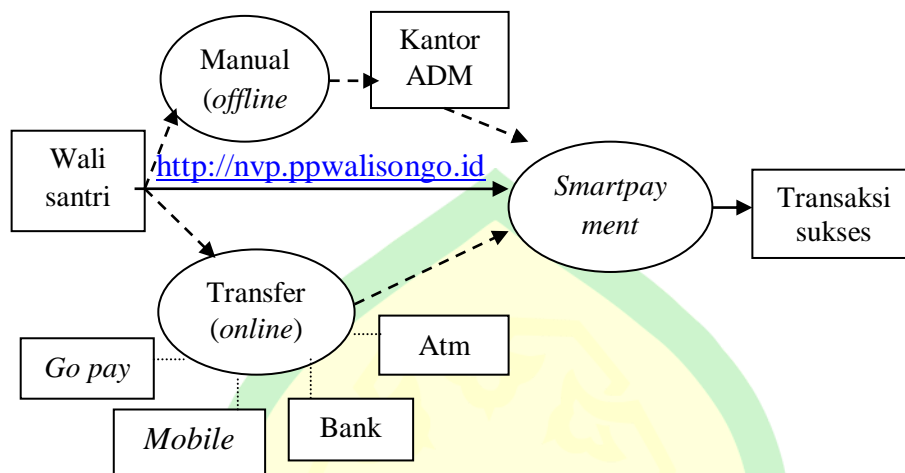 Manual
(offline
Kantor
ADM
Wali
santri
http://nvp.ppwalisongo.id
Smartpay
ment
Transaksi
sukses
Transfer
(online)
Atm
Go pay
Mobile
Bank